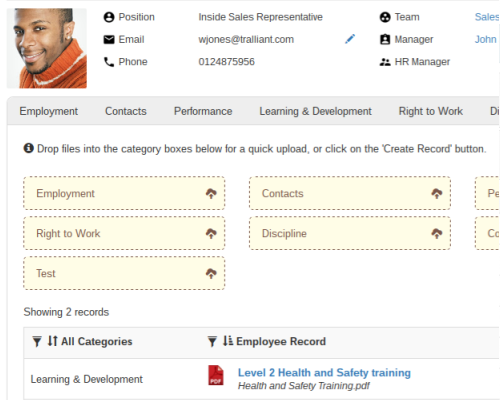 Position Inside Sales Representative Team Sales
Email wjones@tralliant.com Manager John
Phone 0124875956 HR Manager
Employment Contacts Performance Learning & Development Right to Work Di
Drop files into the category boxes below for a quick upload, or click on the 'Create Record' button.
Employment Contacts Pe
Right to Work Discipline Co
Test
Showing 2 records
All Categories Employee Record
PDF Level 2 Health and Safety training
Learning & Development Health and Safety Training.pdf